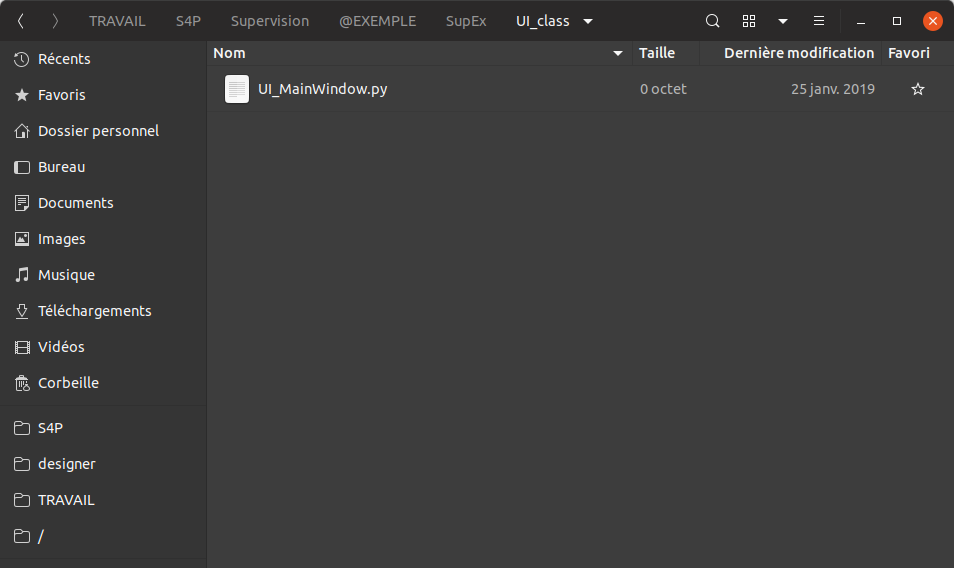 TRAVAIL S4P Supervision @EXEMPLE SupEx UI_class
Récents
Favoris
Dossier personnel
Bureau
Documents
Images
Musique
Téléchargements
Vidéos
Corbeille
S4P
designer
TRAVAIL
/
Nom Taille Dernière modification Favori
UI_MainWindow.py 0 octet 25 janv. 2019